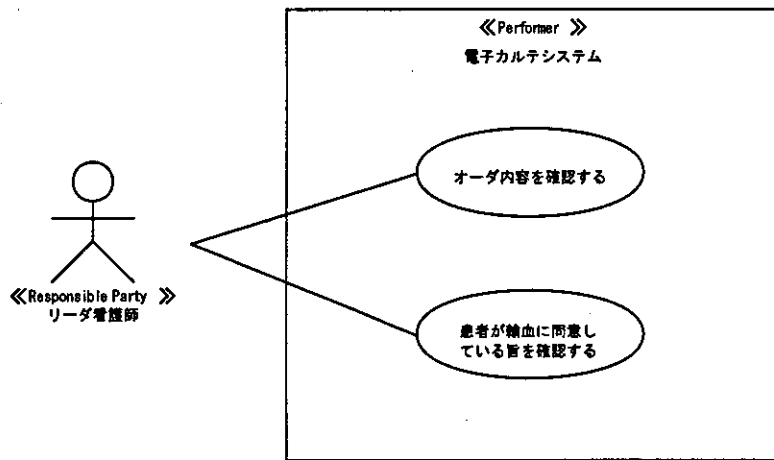 ≪Performer ≫
電子カルテシステム
オーダ内容を確認する
≪Responsible Party ≫
リーダ看護師
患者が輸血に同意し
ている旨を確認する